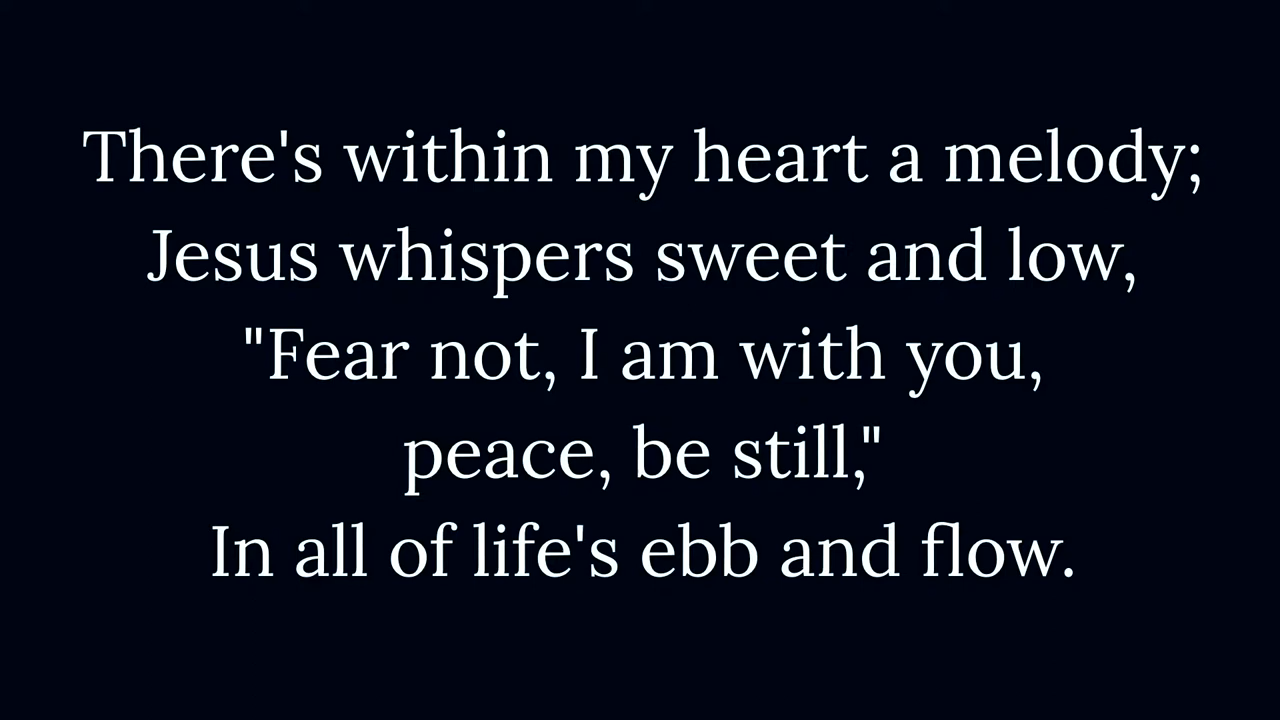 There's within my heart a melody;
Jesus whispers sweet and low,
"Fear not, I am with you,
peace, be still,"
In all of life's ebb and flow.